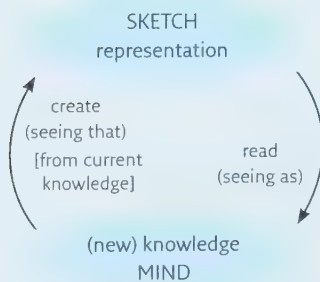 SKETCH
representation
create
(seeing that)
[from current
knowledge]
read
(seeing as)
(new) knowledge
MIND